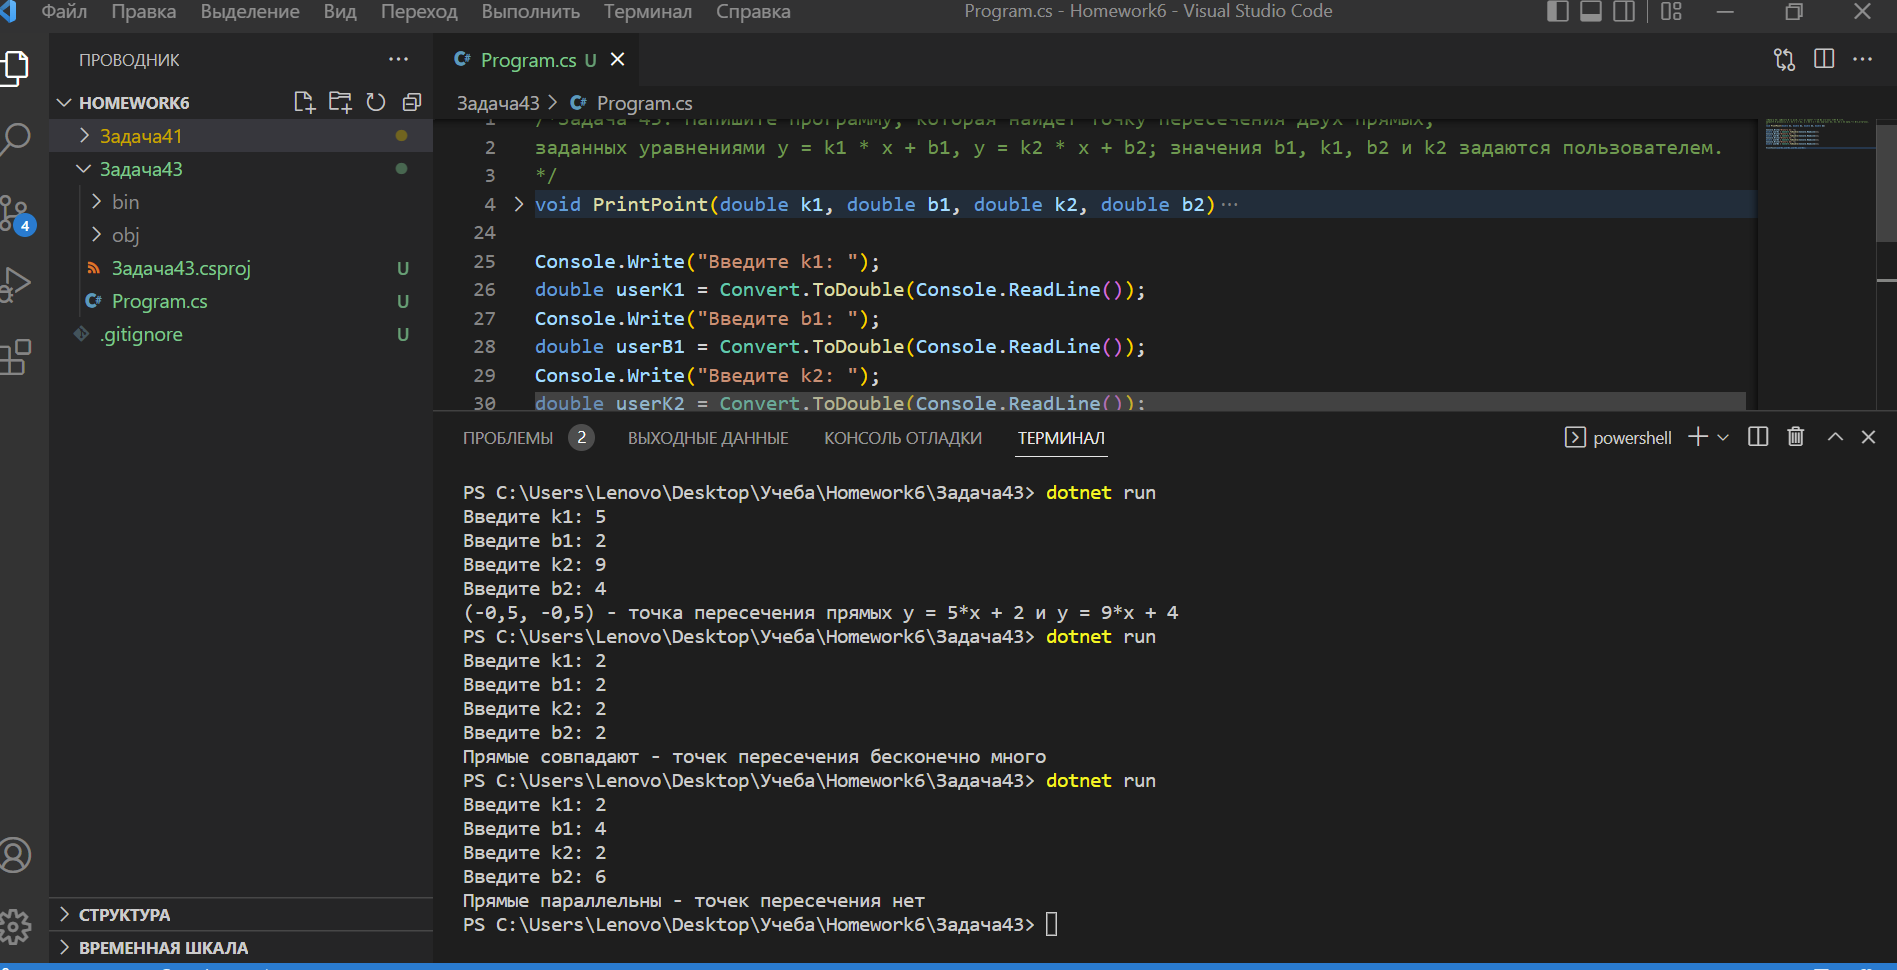 Файл Правка Выделение Вид Переход Выполнить Терминал Справка
Program.cs - Homework6 - Visual Studio Code
ПРОВОДНИК
HOMEWORK6
Задача41
Задача43
bin
obj
Задача43.csproj U
Program.cs U
.gitignore U
4
СТРУКТУРА
ВРЕМЕННАЯ ШКАЛА
Program.cs U
Задача43 > Program.cs
1 /*Задача 43: Напишите программу, которая найдёт точку пересечения двух прямых,
2 заданных уравнениями y = k1 * x + b1, y = k2 * x + b2; значения b1, k1, b2 и k2 задаются пользователем.
3 */
4 void PrintPoint(double k1, double b1, double k2, double b2)···
24
25 Console.Write("Введите k1: ");
26 double userK1 = Convert.ToDouble(Console.ReadLine());
27 Console.Write("Введите b1: ");
28 double userB1 = Convert.ToDouble(Console.ReadLine());
29 Console.Write("Введите k2: ");
30 double userK2 = Convert.ToDouble(Console.ReadLine());
ПРОБЛЕМЫ 2 ВЫХОДНЫЕ ДАННЫЕ КОНСОЛЬ ОТЛАДКИ ТЕРМИНАЛ
powershell
PS C:\Users\Lenovo\Desktop\Учеба\Homework6\Задача43> dotnet run
Введите k1: 5
Введите b1: 2
Введите k2: 9
Введите b2: 4
(-0,5, -0,5) - точка пересечения прямых y = 5*x + 2 и y = 9*x + 4
PS C:\Users\Lenovo\Desktop\Учеба\Homework6\Задача43> dotnet run
Введите k1: 2
Введите b1: 2
Введите k2: 2
Введите b2: 2
Прямые совпадают - точек пересечения бесконечно много
PS C:\Users\Lenovo\Desktop\Учеба\Homework6\Задача43> dotnet run
Введите k1: 2
Введите b1: 4
Введите k2: 2
Введите b2: 6
Прямые параллельны - точек пересечения нет
PS C:\Users\Lenovo\Desktop\Учеба\Homework6\Задача43>